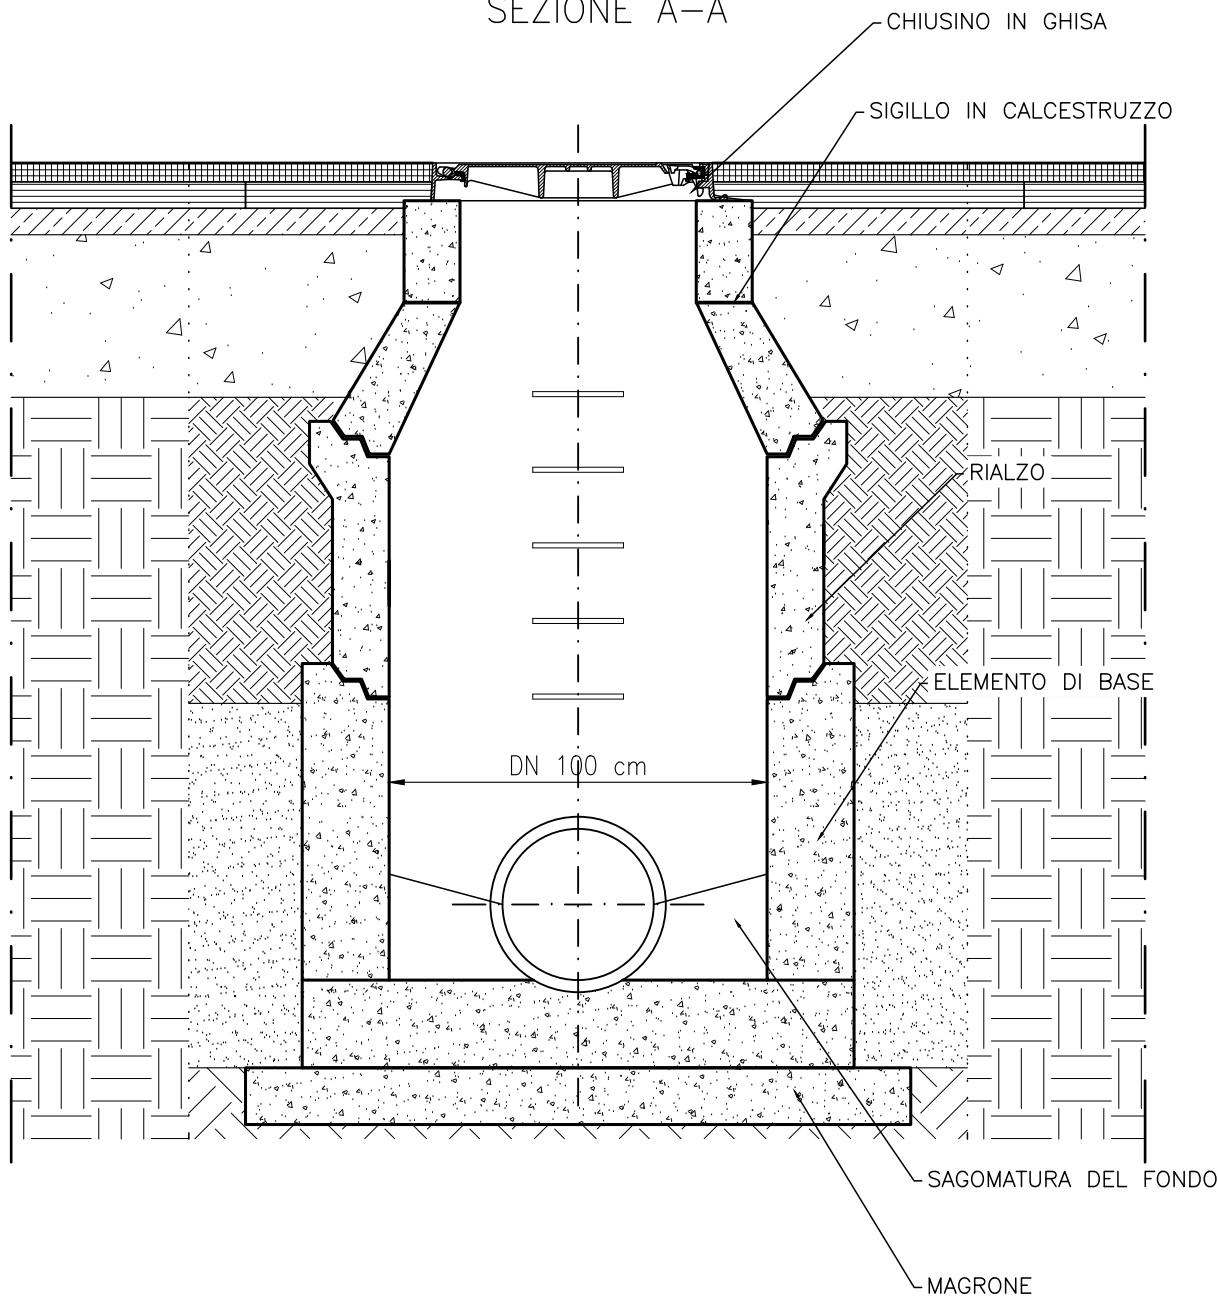 SEZIONE A-A
CHIUSINO IN GHISA
SIGILLO IN CALCESTRUZZO
RIALZO
ELEMENTO DI BASE
DN 100 cm
SAGOMATURA DEL FONDO
MAGRONE